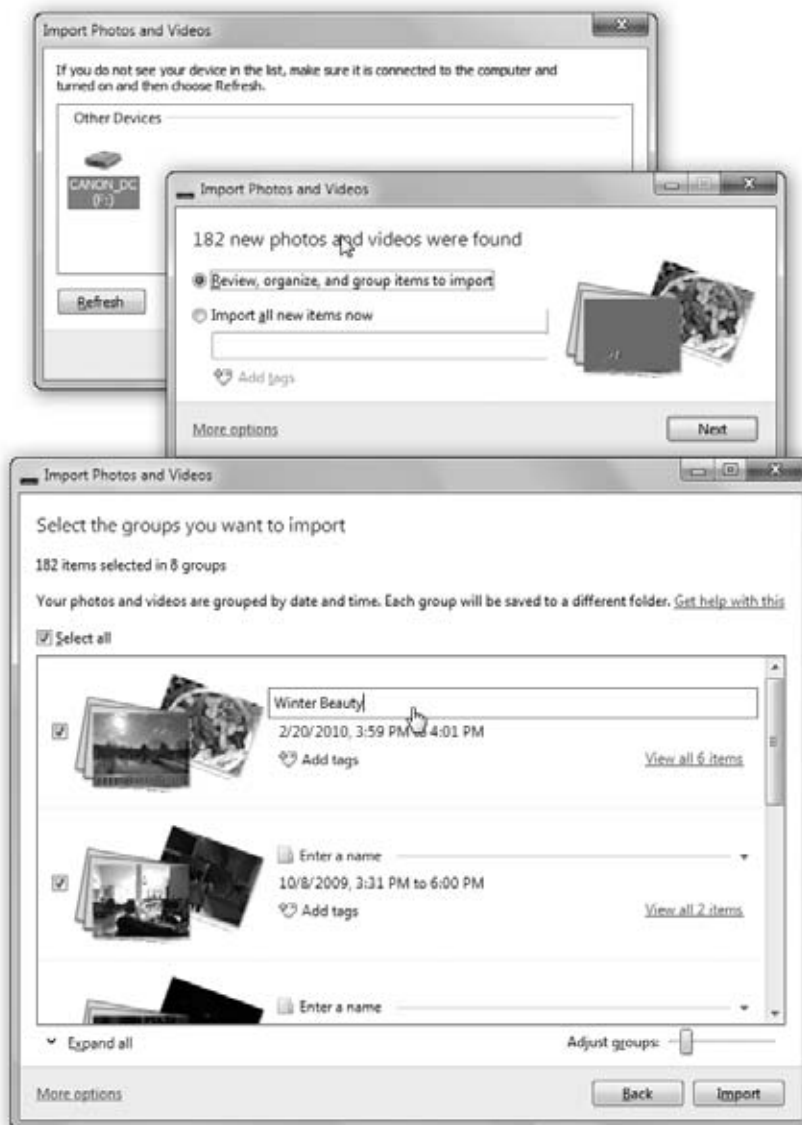 Import Photos and Videos
If you do not see your device in the list, make sure it is connected to the computer and
turned on and then choose Refresh.
Other Devices
CANON_DC
(F:)
Refresh
Import Photos and Videos
182 new photos and videos were found
Review, organize, and group items to import
Import all new items now
Add tags
More options
Next
Import Photos and Videos
Select the groups you want to import
182 items selected in 8 groups
Your photos and videos are grouped by date and time. Each group will be saved to a different folder. Get help with this
Select all
Winter Beauty
2/20/2010, 3:59 PM to 4:01 PM
Add tags
View all 6 items
Enter a name
10/8/2009, 3:31 PM to 6:00 PM
Add tags
View all 2 items
Enter a name
Expand all
Adjust groups:
More options
Back
Import